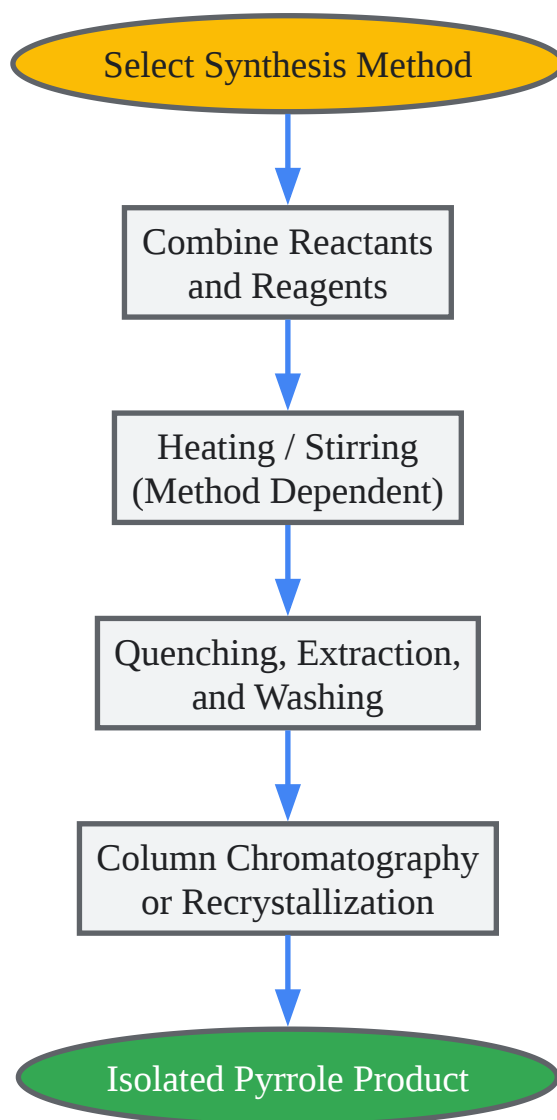 Select Synthesis Method
Combine Reactants
and Reagents
Heating / Stirring
(Method Dependent)
Quenching, Extraction,
and Washing
Column Chromatography
or Recrystallization
Isolated Pyrrole Product